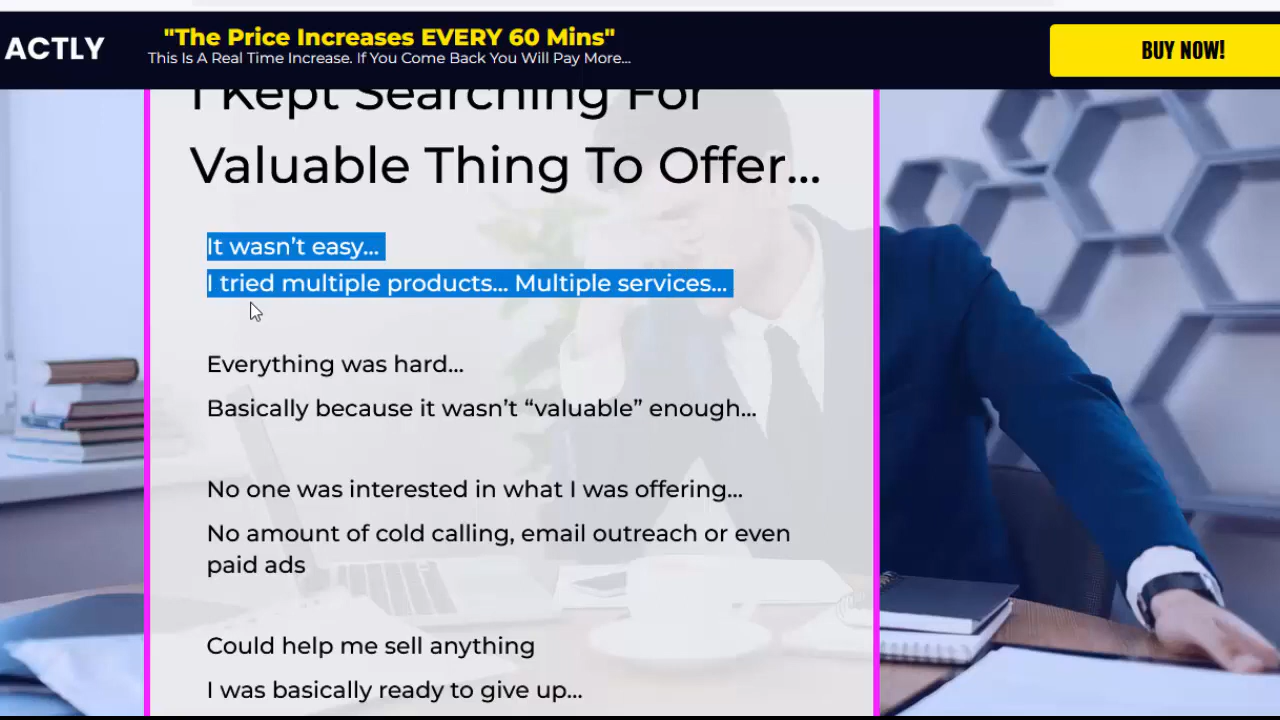 ACTLY
"The Price Increases EVERY 60 Mins"
This Is A Real Time Increase. If You Come Back You Will Pay More...
BUY NOW!
I Kept Searching For
Valuable Thing To Offer...
It wasn’t easy...
I tried multiple products... Multiple services...
Everything was hard...
Basically because it wasn’t “valuable” enough...
No one was interested in what I was offering...
No amount of cold calling, email outreach or even
paid ads
Could help me sell anything
I was basically ready to give up...